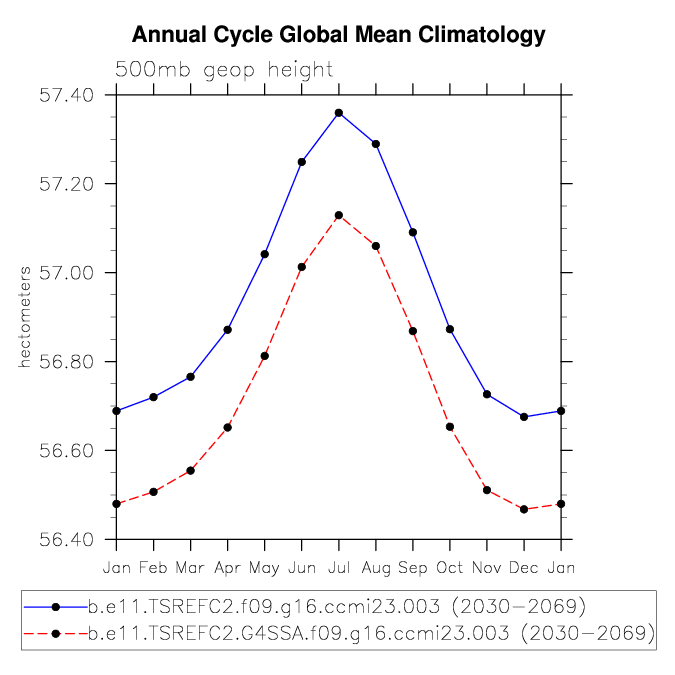 Annual Cycle Global Mean Climatology
500mb geop height
57.40
57.20
57.00
56.80
56.60
56.40
hectometers
Jan Feb Mar Apr May Jun Jul Aug Sep Oct Nov Dec Jan
b.e11.TSREFC2.f09.g16.ccmi23.003 (2030-2069)
b.e11.TSREFC2.G4SSA.f09.g16.ccmi23.003 (2030-2069)